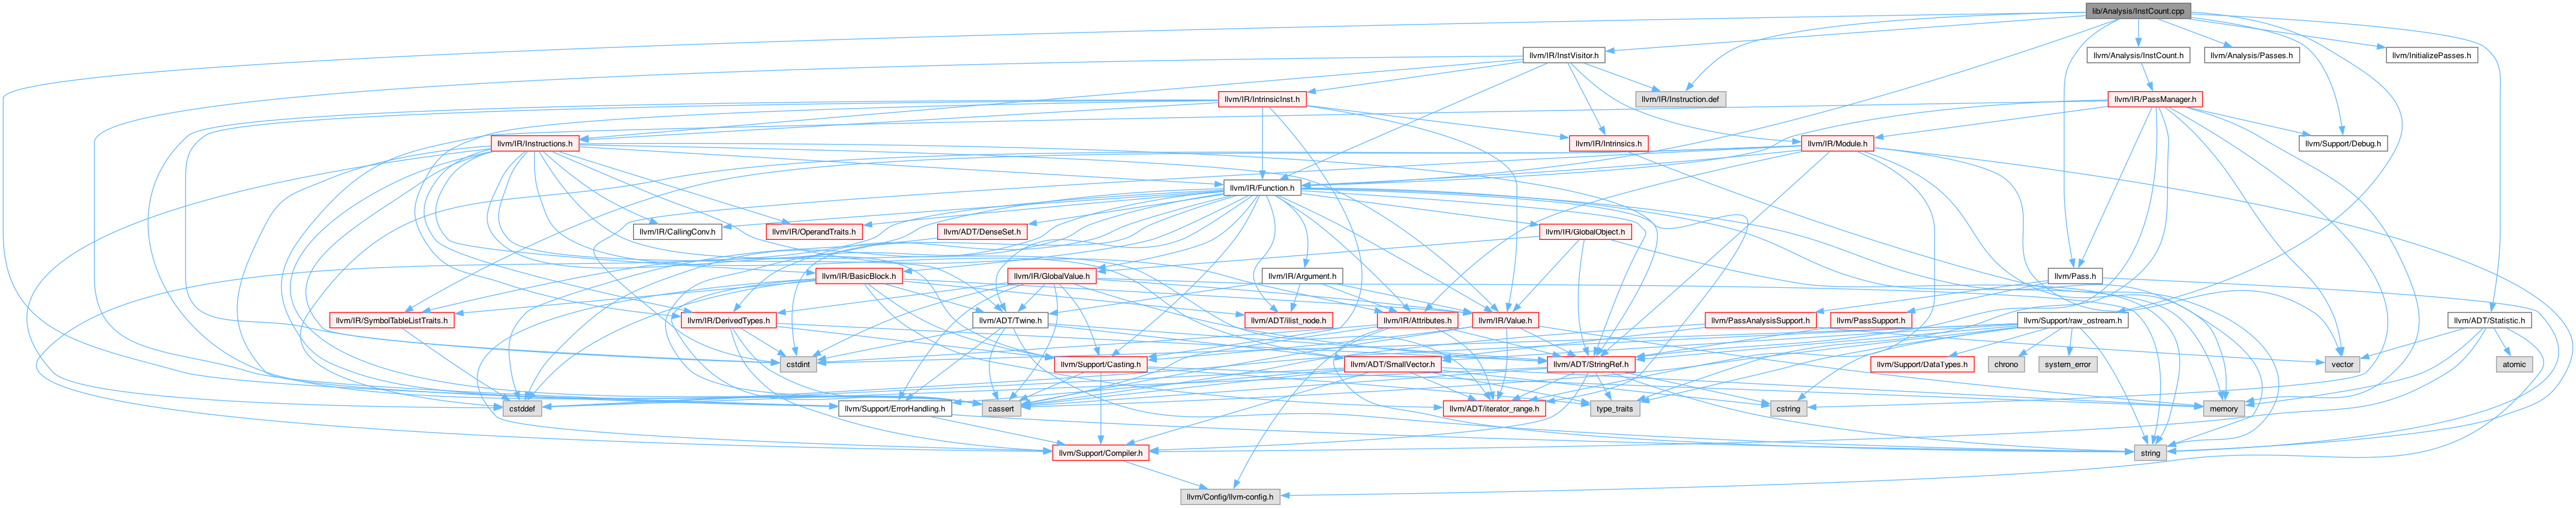 lib/Analysis/InstCount.cpp
llvm/IR/InstVisitor.h
llvm/Analysis/InstCount.h
llvm/Analysis/Passes.h
llvm/InitializePasses.h
llvm/IR/IntrinsicInst.h
llvm/IR/Instruction.def
llvm/IR/PassManager.h
llvm/IR/Instructions.h
llvm/IR/Intrinsics.h
llvm/IR/Module.h
llvm/Support/Debug.h
llvm/IR/Function.h
llvm/IR/CallingConv.h
llvm/IR/OperandTraits.h
llvm/ADT/DenseSet.h
llvm/IR/GlobalObject.h
llvm/IR/BasicBlock.h
llvm/IR/GlobalValue.h
llvm/IR/Argument.h
llvm/Pass.h
llvm/IR/SymbolTableListTraits.h
llvm/IR/DerivedTypes.h
llvm/ADT/Twine.h
llvm/ADT/ilist_node.h
llvm/IR/Attributes.h
llvm/IR/Value.h
llvm/PassAnalysisSupport.h
llvm/PassSupport.h
llvm/Support/raw_ostream.h
llvm/ADT/Statistic.h
cstdint
llvm/Support/Casting.h
llvm/ADT/SmallVector.h
llvm/ADT/StringRef.h
llvm/Support/DataTypes.h
chrono
system_error
vector
atomic
cstddef
llvm/Support/ErrorHandling.h
cassert
llvm/ADT/iterator_range.h
type_traits
cstring
memory
llvm/Support/Compiler.h
string
llvm/Config/llvm-config.h